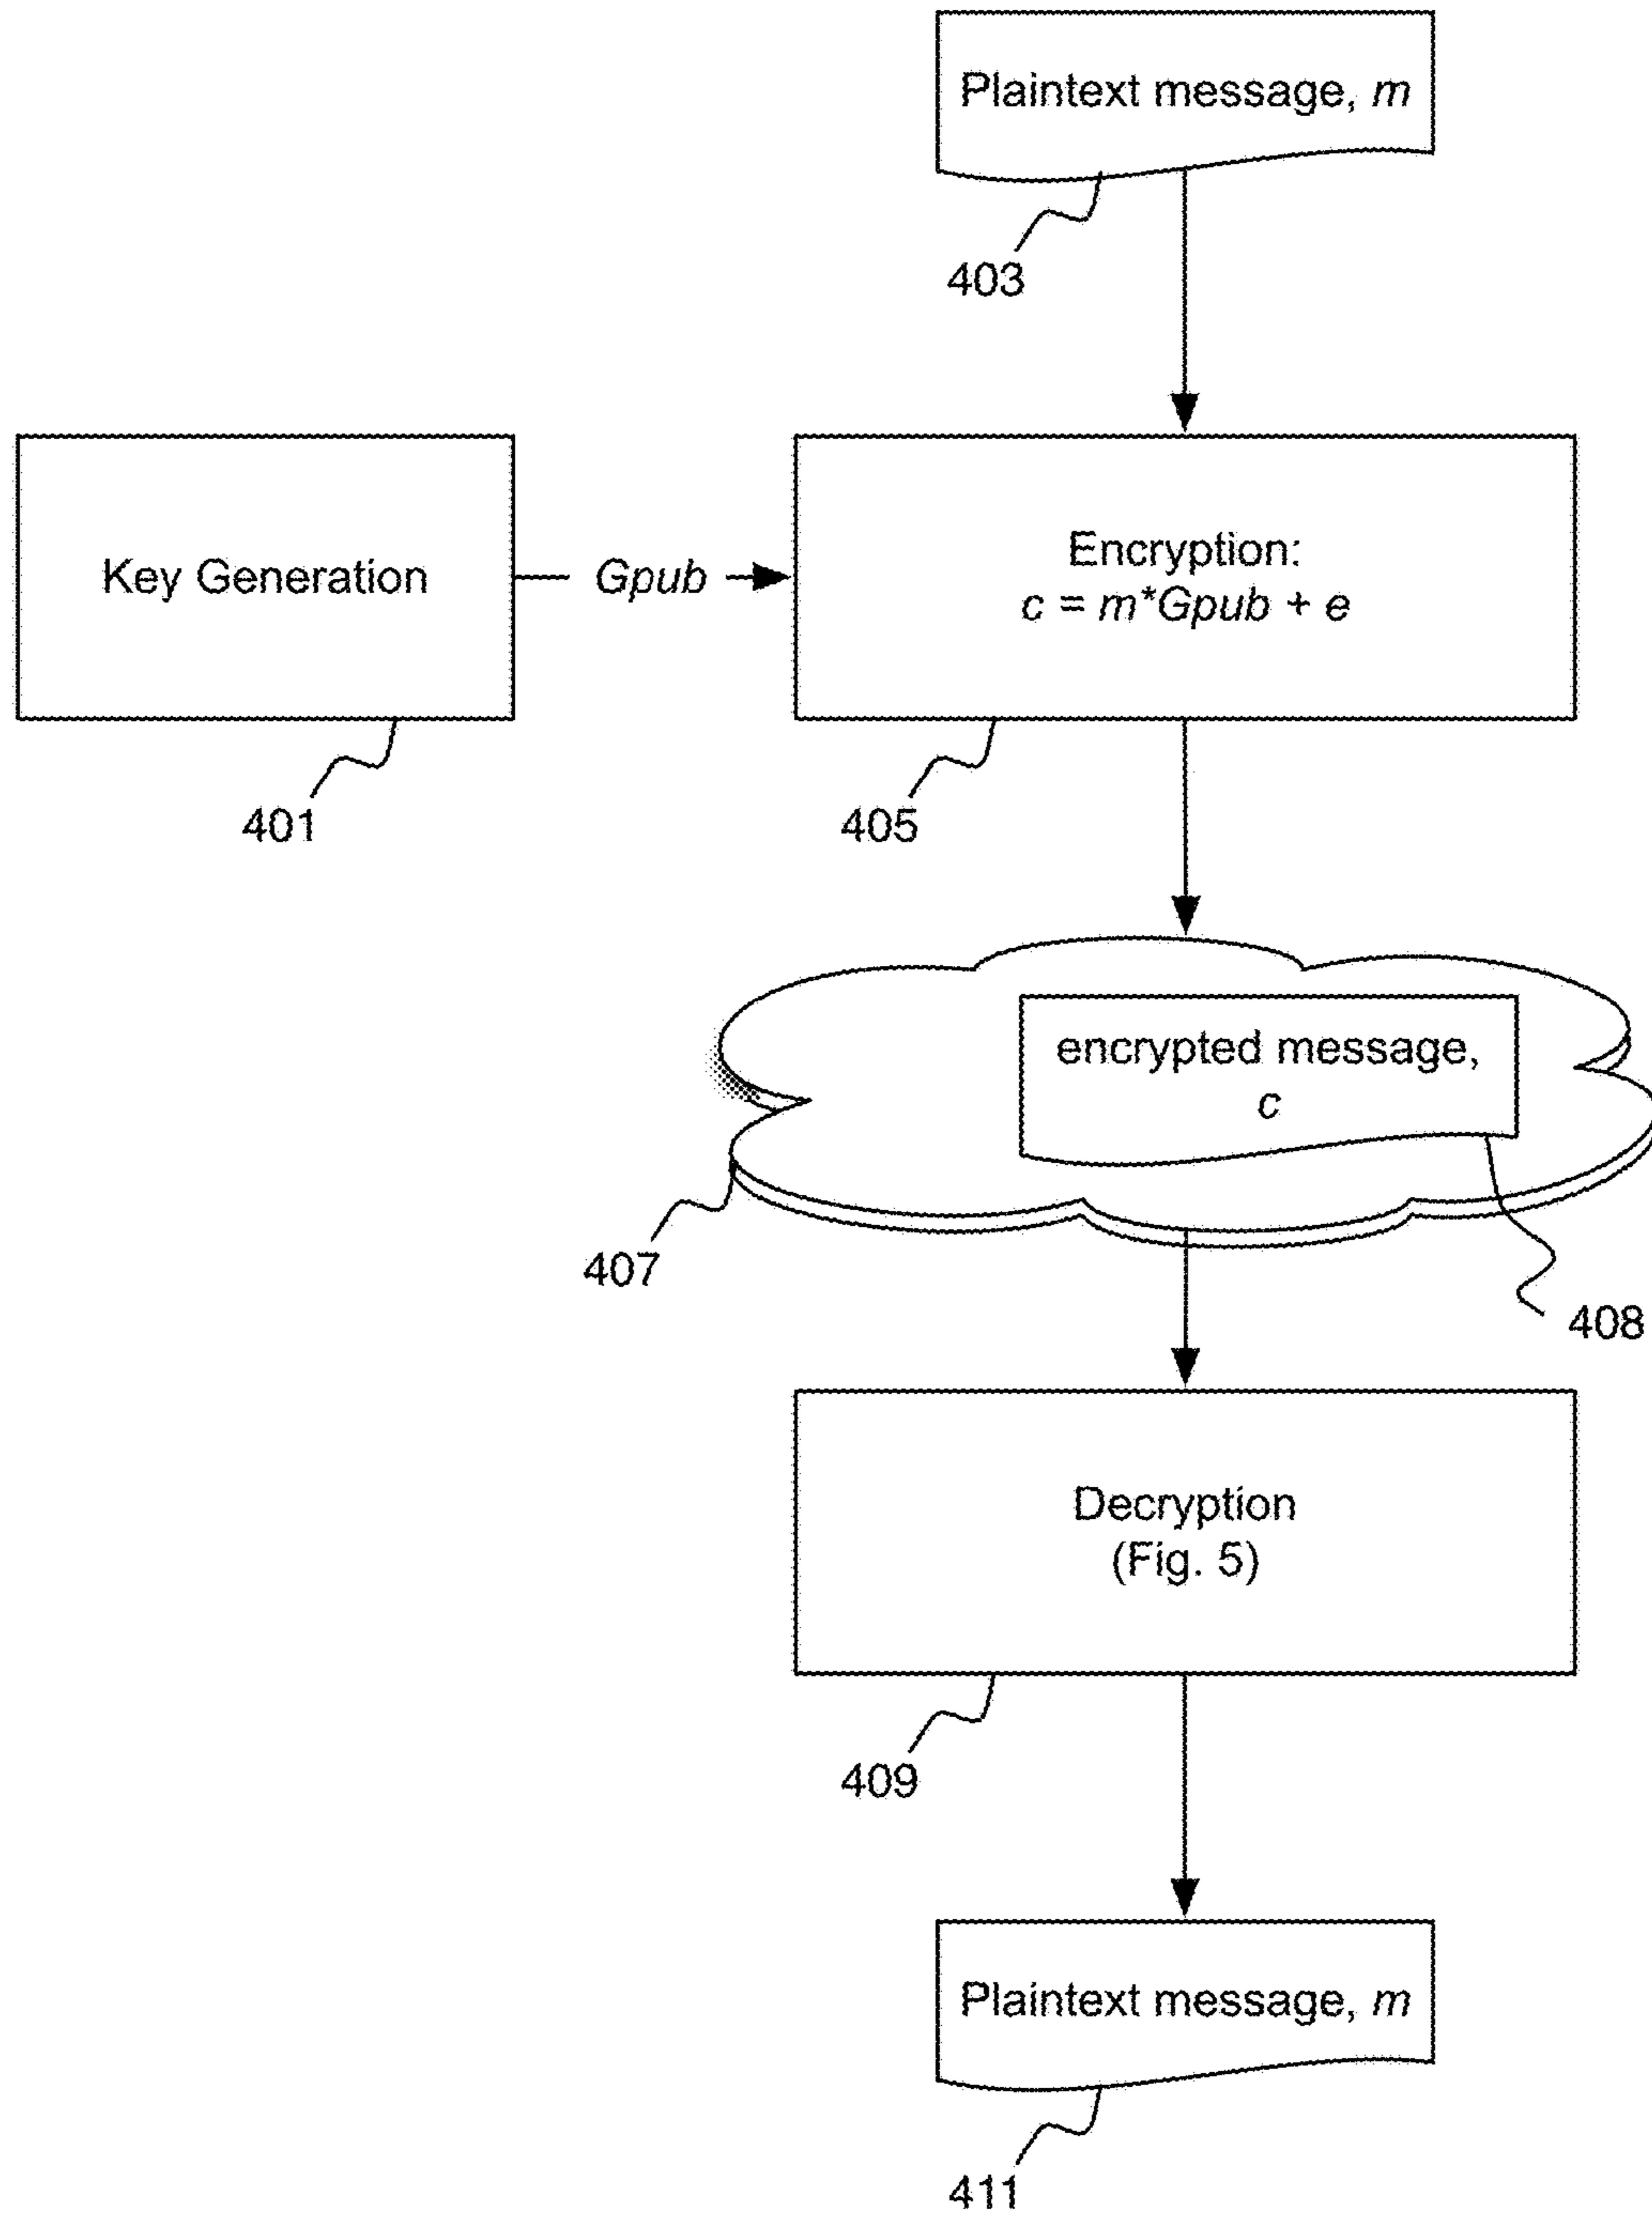 Plaintext message, m
403
Key Generation
Gpub
Encryption:
c = m*Gpub + e
401
405
encrypted message,
c
407
408
Decryption
(Fig. 5)
409
Plaintext message, m
411